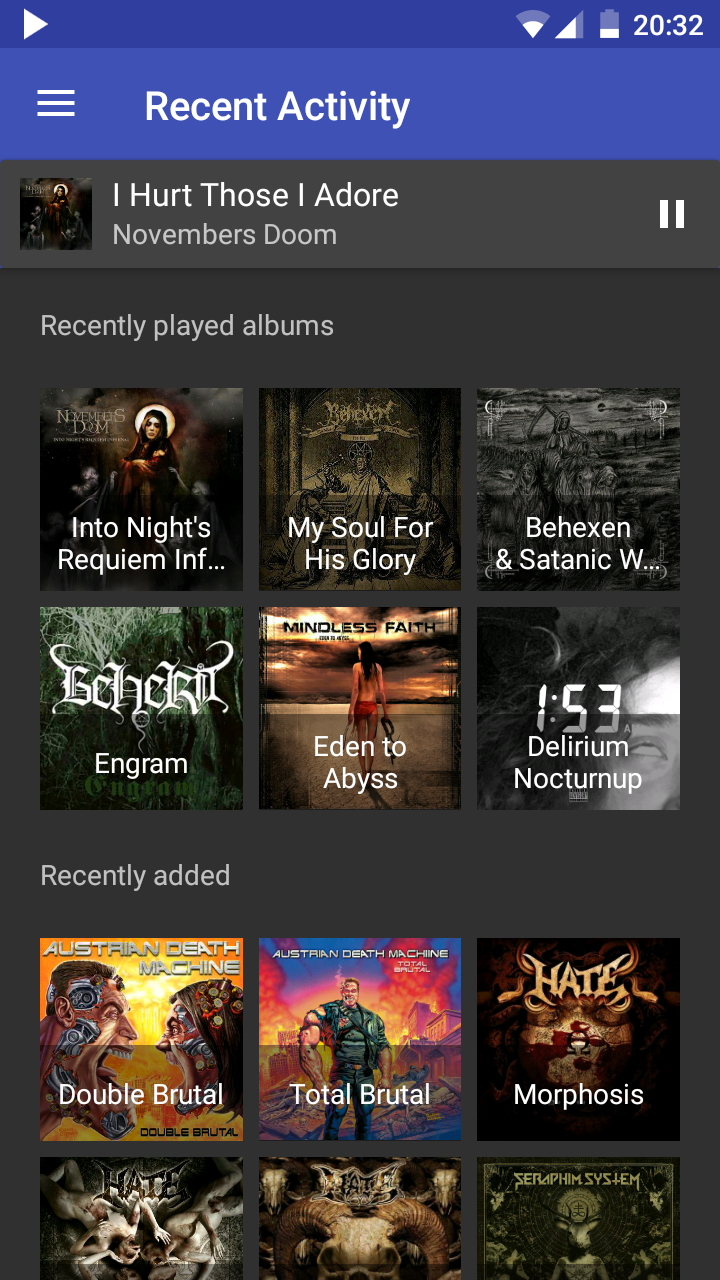 20:32
Recent Activity
I Hurt Those I Adore
Novembers Doom
Recently played albums
NOVEMBERS
DOOM
INTO NIGHT'S REQUIEM INFERNAL
Into Night's
Requiem Inf...
Behexen
My Soul For
His Glory
Behexen
& Satanic W...
Beherit
Engram
Engram
MINDLESS FAITH
EDEN TO ABYSS
Eden to
Abyss
1:53
A
Delirium
Nocturnup
Recently added
AUSTRIAN DEATH
MACHINE
Double Brutal
DOUBLE BRUTAL
AUSTRIAN DEATH MACHINE
TOTAL
BRUTAL
Total Brutal
HATE
Morphosis
HATE
HATE
SERAPHIM SYSTEM